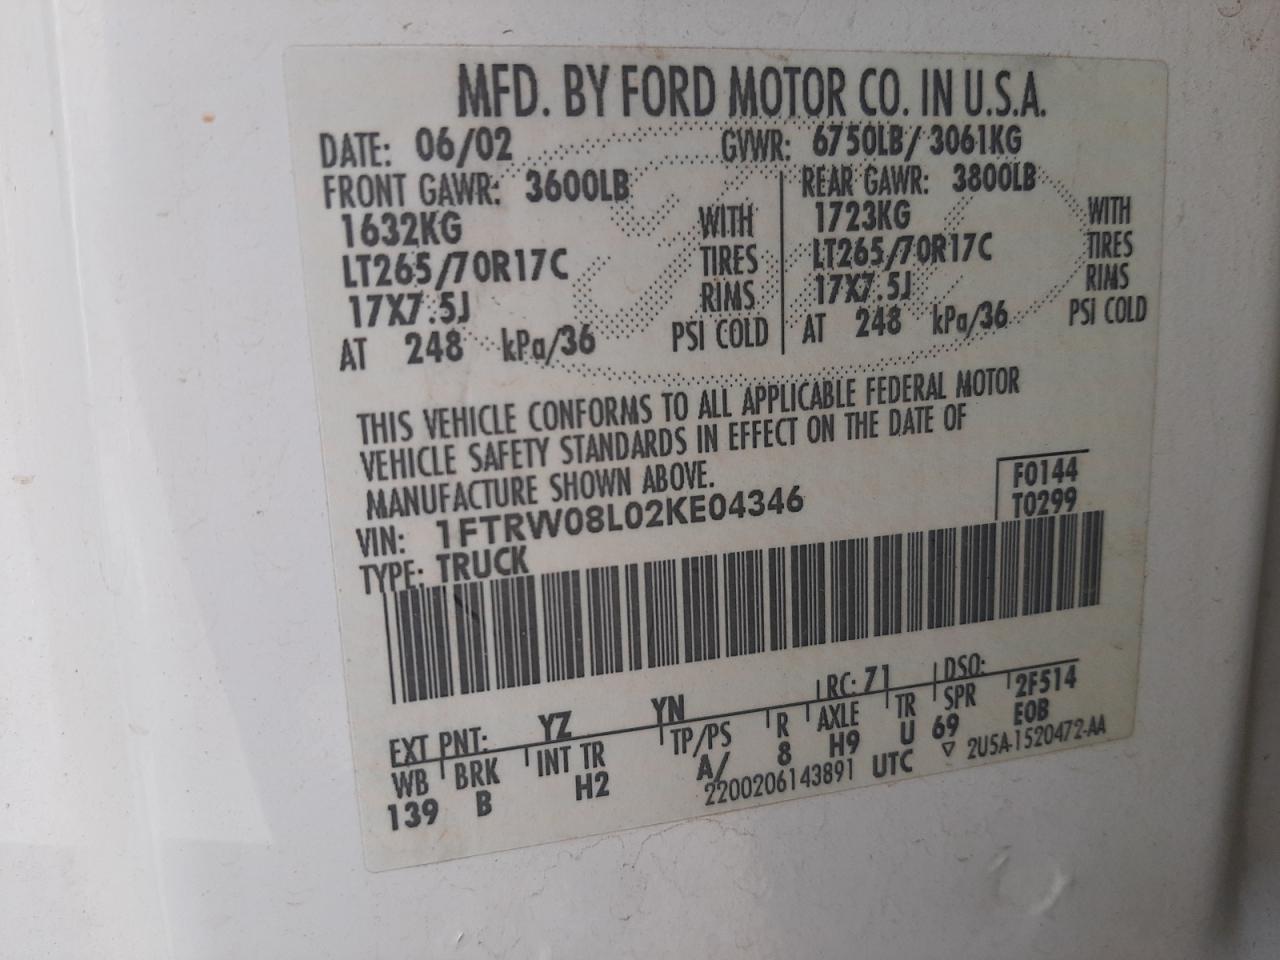 MFD. BY FORD MOTOR CO. IN U.S.A.
DATE: 06/02 GVWR: 6750LB/ 3061KG
FRONT GAWR: 3600LB REAR GAWR: 3800LB
1632KG WITH 1723KG WITH
LT265/70R17C TIRES LT265/70R17C TIRES
17X7.5J RIMS 17X7.5J RIMS
AT 248 kPa/36 PSI COLD AT 248 kPa/36 PSI COLD
THIS VEHICLE CONFORMS TO ALL APPLICABLE FEDERAL MOTOR
VEHICLE SAFETY STANDARDS IN EFFECT ON THE DATE OF
MANUFACTURE SHOWN ABOVE.
F0144
VIN: 1FTRW08L02KE04346 T0299
TYPE: TRUCK
EXT PNT: YZ YN RC: 71 DSO:
WB BRK INT TR TP/PS R AXLE TR SPR 2F514
139 B H2 A/ 8 H9 U 69 EOB
2200206143891 UTC ▽ 2U5A-1520472-AA